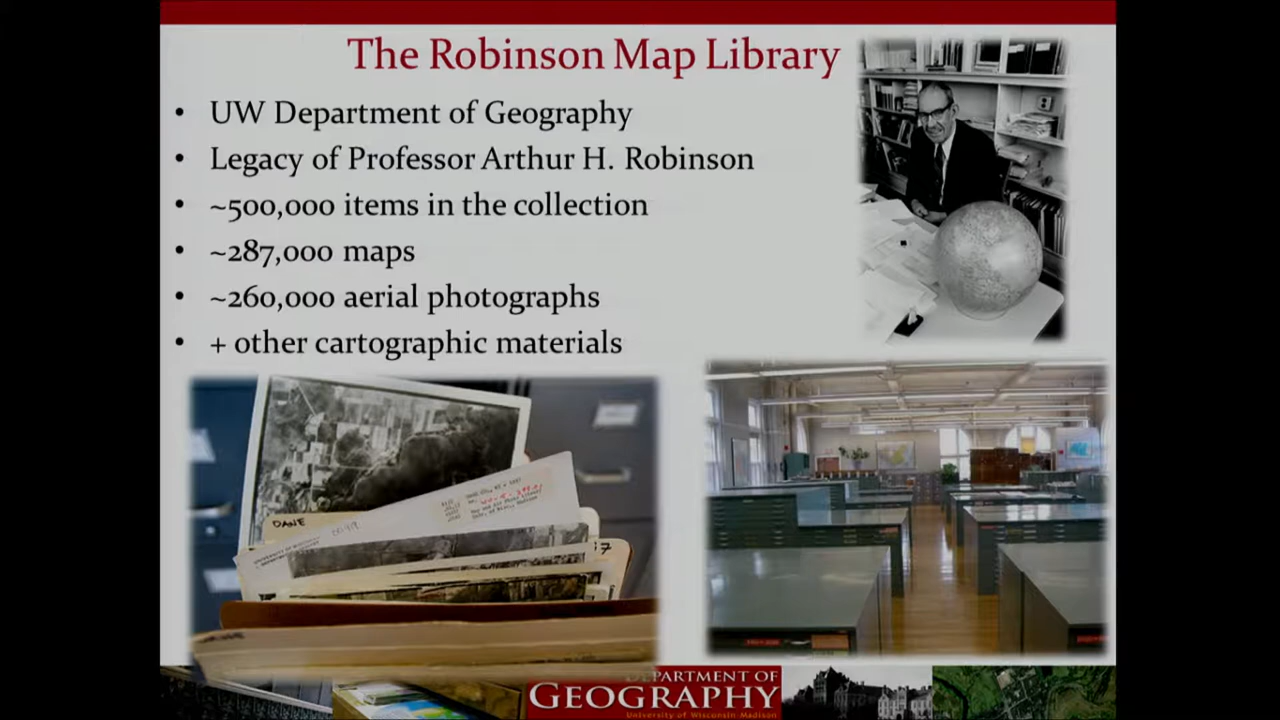 The Robinson Map Library
• UW Department of Geography
• Legacy of Professor Arthur H. Robinson
• ~500,000 items in the collection
• ~287,000 maps
• ~260,000 aerial photographs
• + other cartographic materials
DANE
DEPARTMENT OF
GEOGRAPHY
University of Wisconsin-Madison